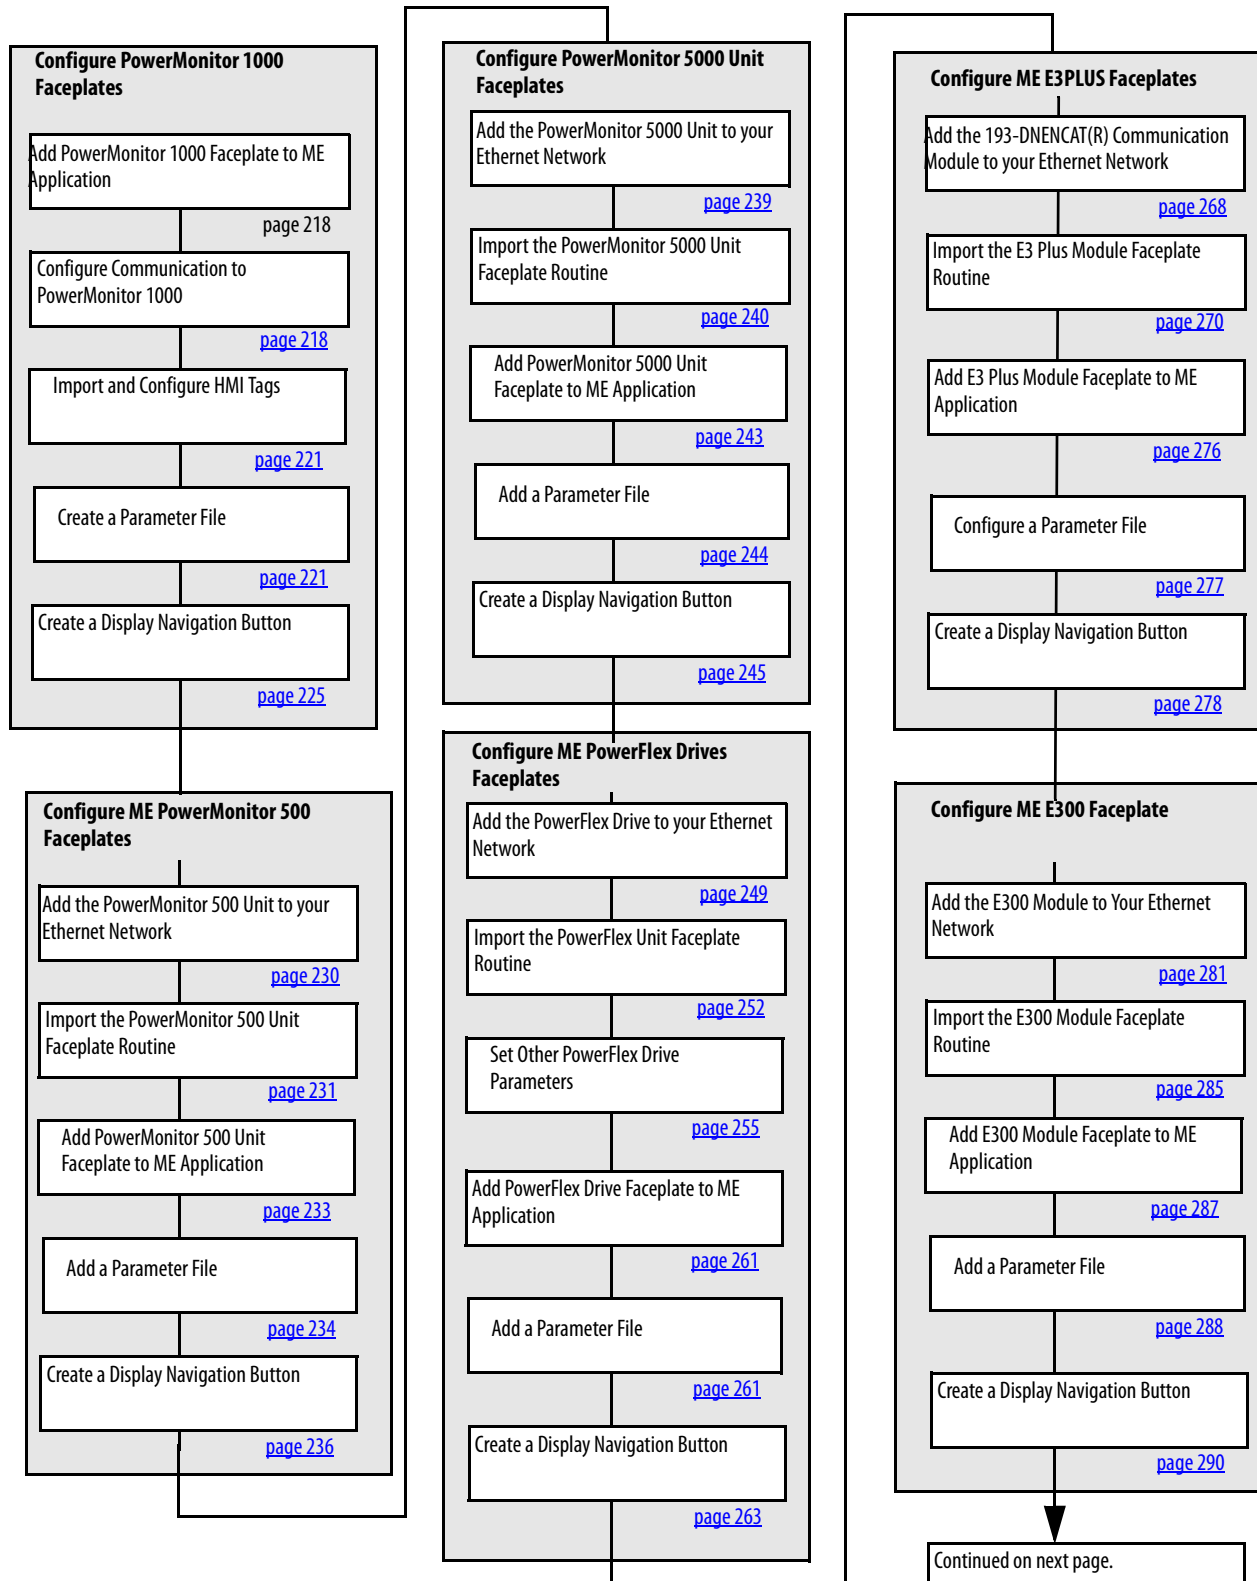 Configure PowerMonitor 1000
Faceplates
Add PowerMonitor 1000 Faceplate to ME
Application
page 218
Configure Communication to
PowerMonitor 1000
page 218
Import and Configure HMI Tags
page 221
Create a Parameter File
page 221
Create a Display Navigation Button
page 225
Configure ME PowerMonitor 500
Faceplates
Add the PowerMonitor 500 Unit to your
Ethernet Network
page 230
Import the PowerMonitor 500 Unit
Faceplate Routine
page 231
Add PowerMonitor 500 Unit
Faceplate to ME Application
page 233
Add a Parameter File
page 234
Create a Display Navigation Button
page 236
Configure PowerMonitor 5000 Unit
Faceplates
Add the PowerMonitor 5000 Unit to your
Ethernet Network
page 239
Import the PowerMonitor 5000 Unit
Faceplate Routine
page 240
Add PowerMonitor 5000 Unit
Faceplate to ME Application
page 243
Add a Parameter File
page 244
Create a Display Navigation Button
page 245
Configure ME PowerFlex Drives
Faceplates
Add the PowerFlex Drive to your Ethernet
Network
page 249
Import the PowerFlex Unit Faceplate
Routine
page 252
Set Other PowerFlex Drive
Parameters
page 255
Add PowerFlex Drive Faceplate to ME
Application
page 261
Add a Parameter File
page 261
Create a Display Navigation Button
page 263
Configure ME E3PLUS Faceplates
Add the 193-DNENCAT(R) Communication
Module to your Ethernet Network
page 268
Import the E3 Plus Module Faceplate
Routine
page 270
Add E3 Plus Module Faceplate to ME
Application
page 276
Configure a Parameter File
page 277
Create a Display Navigation Button
page 278
Configure ME E300 Faceplate
Add the E300 Module to Your Ethernet
Network
page 281
Import the E300 Module Faceplate
Routine
page 285
Add E300 Module Faceplate to ME
Application
page 287
Add a Parameter File
page 288
Create a Display Navigation Button
page 290
Continued on next page.